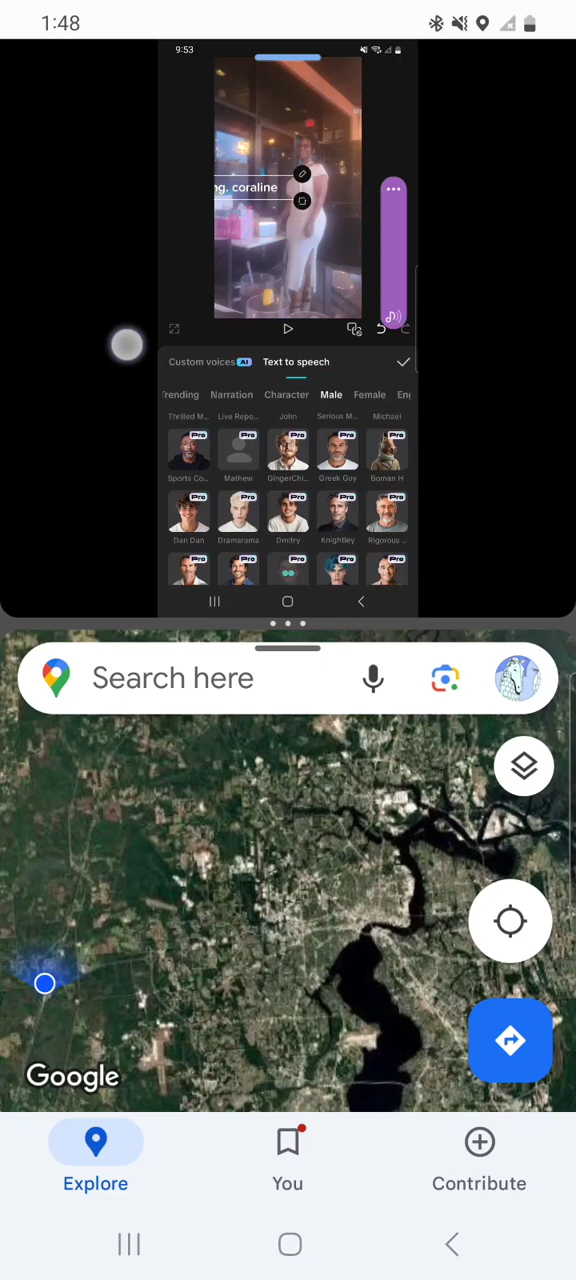 1:48
9:53
ng. coraline
Custom voices AI Text to speech
Trending Narration Character Male Female
Thrilled M... Live Repo... John Serious M... Michael
Pro Pro Pro Pro Pro
Sports Co... Mathew GingerChi... Greek Guy Boman H
Pro Pro Pro Pro Pro
Dan Dan Dramarama Dmitry Knightley Rigorous ...
Pro Pro Pro Pro Pro
Search here
Google
Explore You Contribute